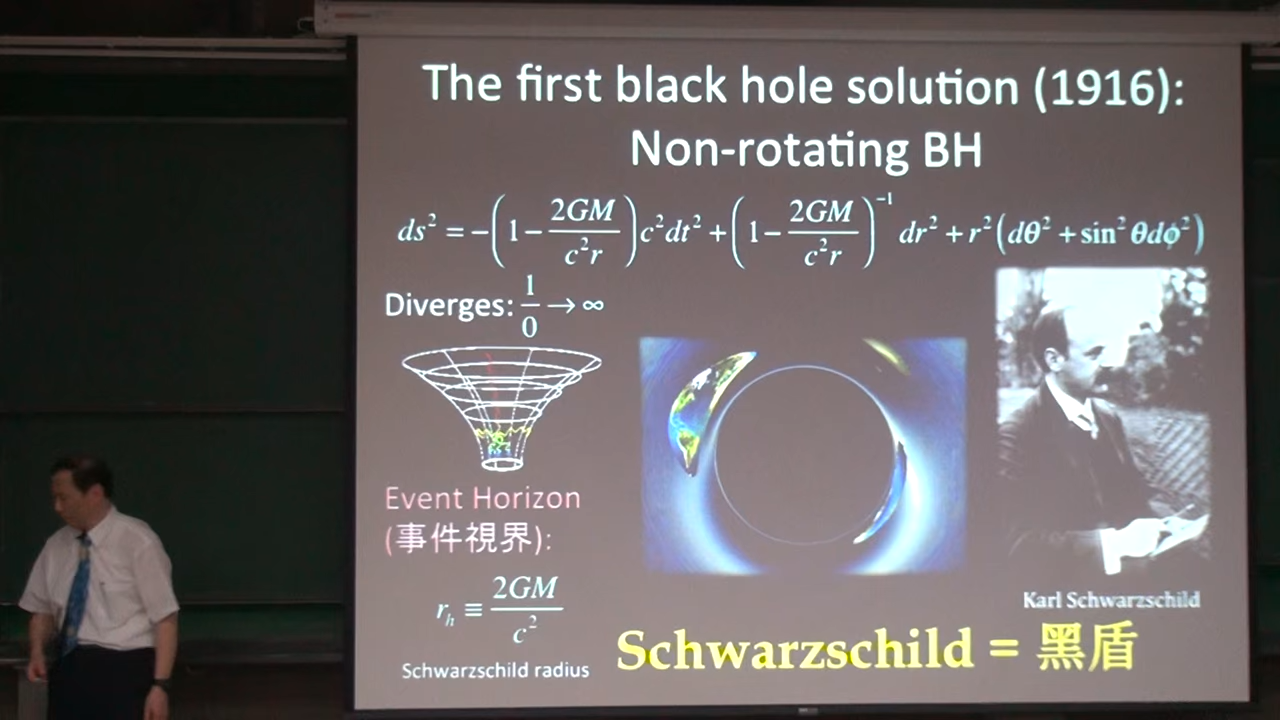 The first black hole solution (1916):
Non-rotating BH
ds² = -(1 - 2GM/c²r)c²dt² + (1 - 2GM/c²r)⁻¹ dr² + r²(dθ² + sin²θdϕ²)
Diverges: 1/0 → ∞
Event Horizon
(事件視界):
r_h ≡ 2GM/c²
Schwarzschild radius
Karl Schwarzschild
Schwarzschild = 黑盾